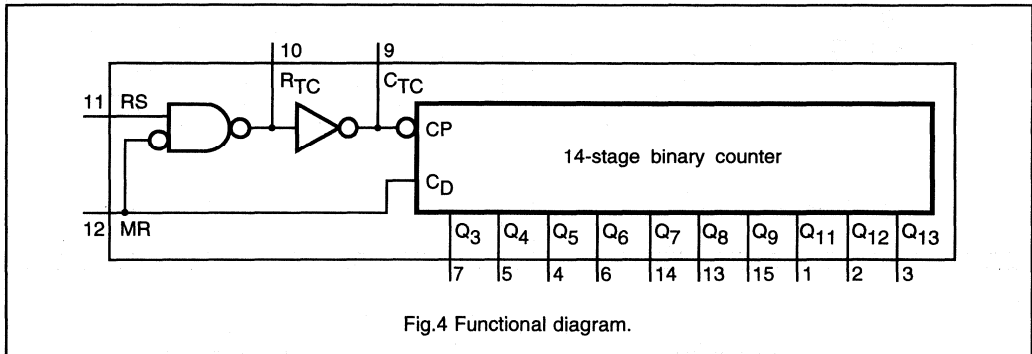 10 9
RTC CTC
11 RS
CP
14-stage binary counter
CD
12 MR
Q3 Q4 Q5 Q6 Q7 Q8 Q9 Q11 Q12 Q13
7 5 4 6 14 13 15 1 2 3
Fig.4 Functional diagram.